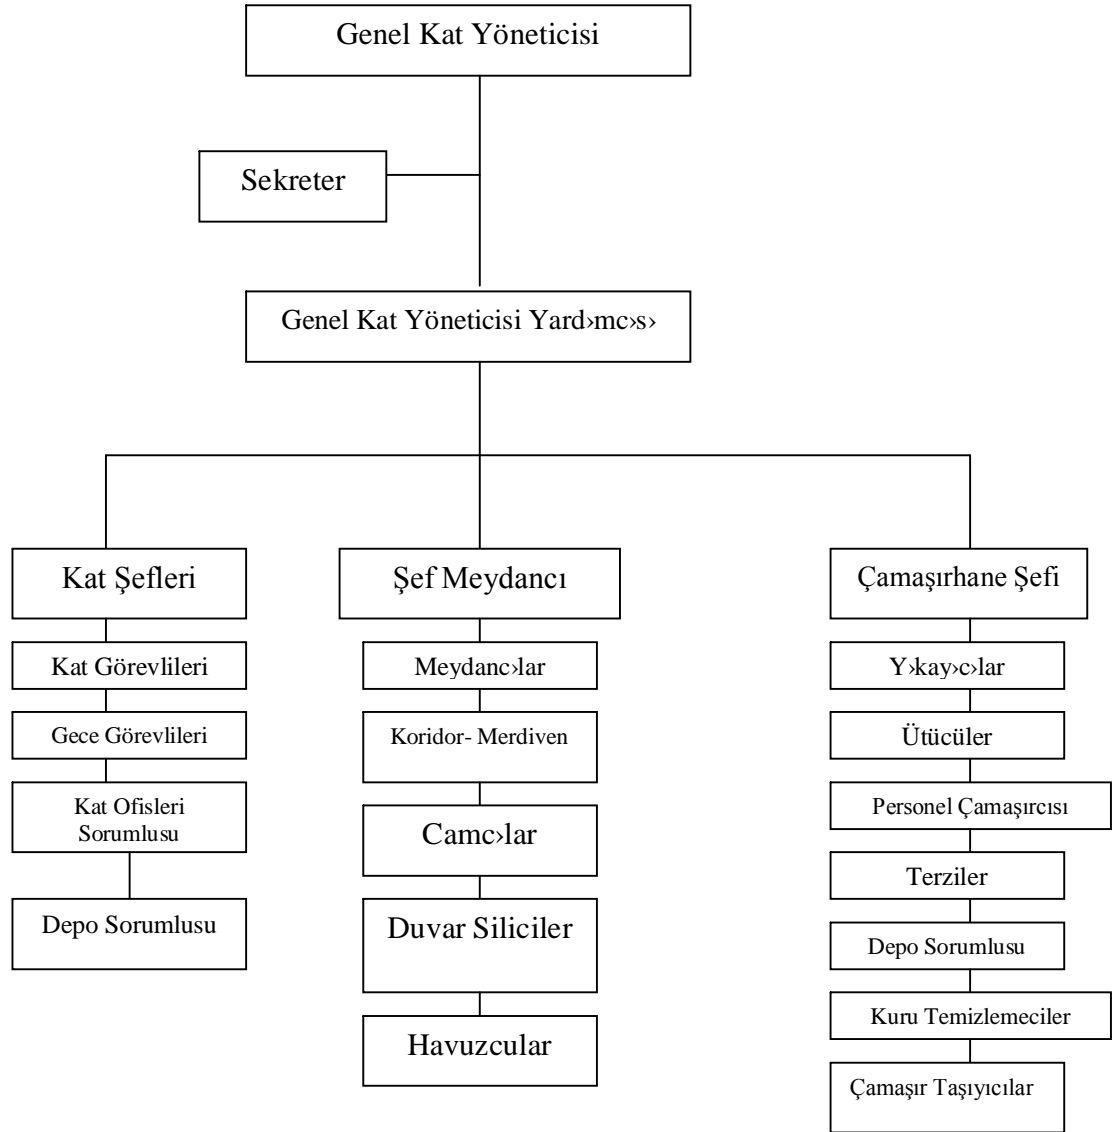 Genel Kat Yöneticisi
Sekreter
Genel Kat Yöneticisi Yard›mc›s›
Kat Şefleri
Kat Görevlileri
Gece Görevlileri
Kat Ofisleri
Sorumlusu
Depo Sorumlusu
Şef Meydancı
Meydanc›lar
Koridor- Merdiven
Camc›lar
Duvar Siliciler
Havuzcular
Çamaşırhane Şefi
Y›kay›c›lar
Ütücüler
Personel Çamaşırcısı
Terziler
Depo Sorumlusu
Kuru Temizlemeciler
Çamaşır Taşıyıcılar